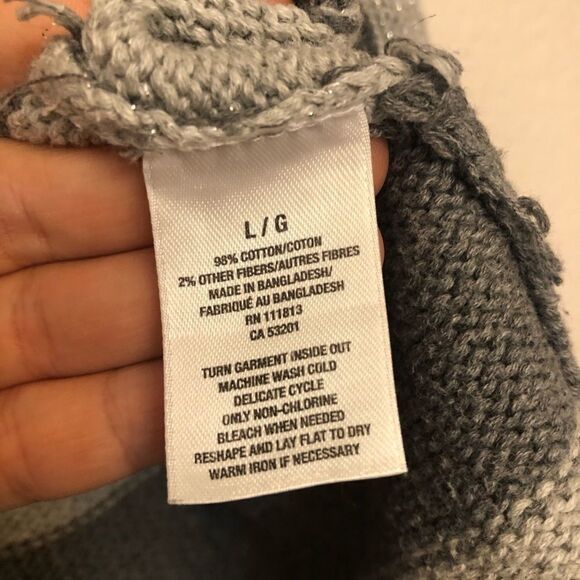 L / G
98% COTTON/COTON
2% OTHER FIBERS/AUTRES FIBRES
MADE IN BANGLADESH/
FABRIQUÉ AU BANGLADESH
RN 111813
CA 53201
TURN GARMENT INSIDE OUT
MACHINE WASH COLD
DELICATE CYCLE
ONLY NON-CHLORINE
BLEACH WHEN NEEDED
RESHAPE AND LAY FLAT TO DRY
WARM IRON IF NECESSARY